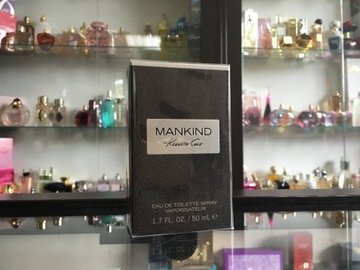 MANKIND
Kenneth Cole
EAU DE TOILETTE SPRAY
VAPORISATEUR
1.7 FL. OZ. / 50 mL e